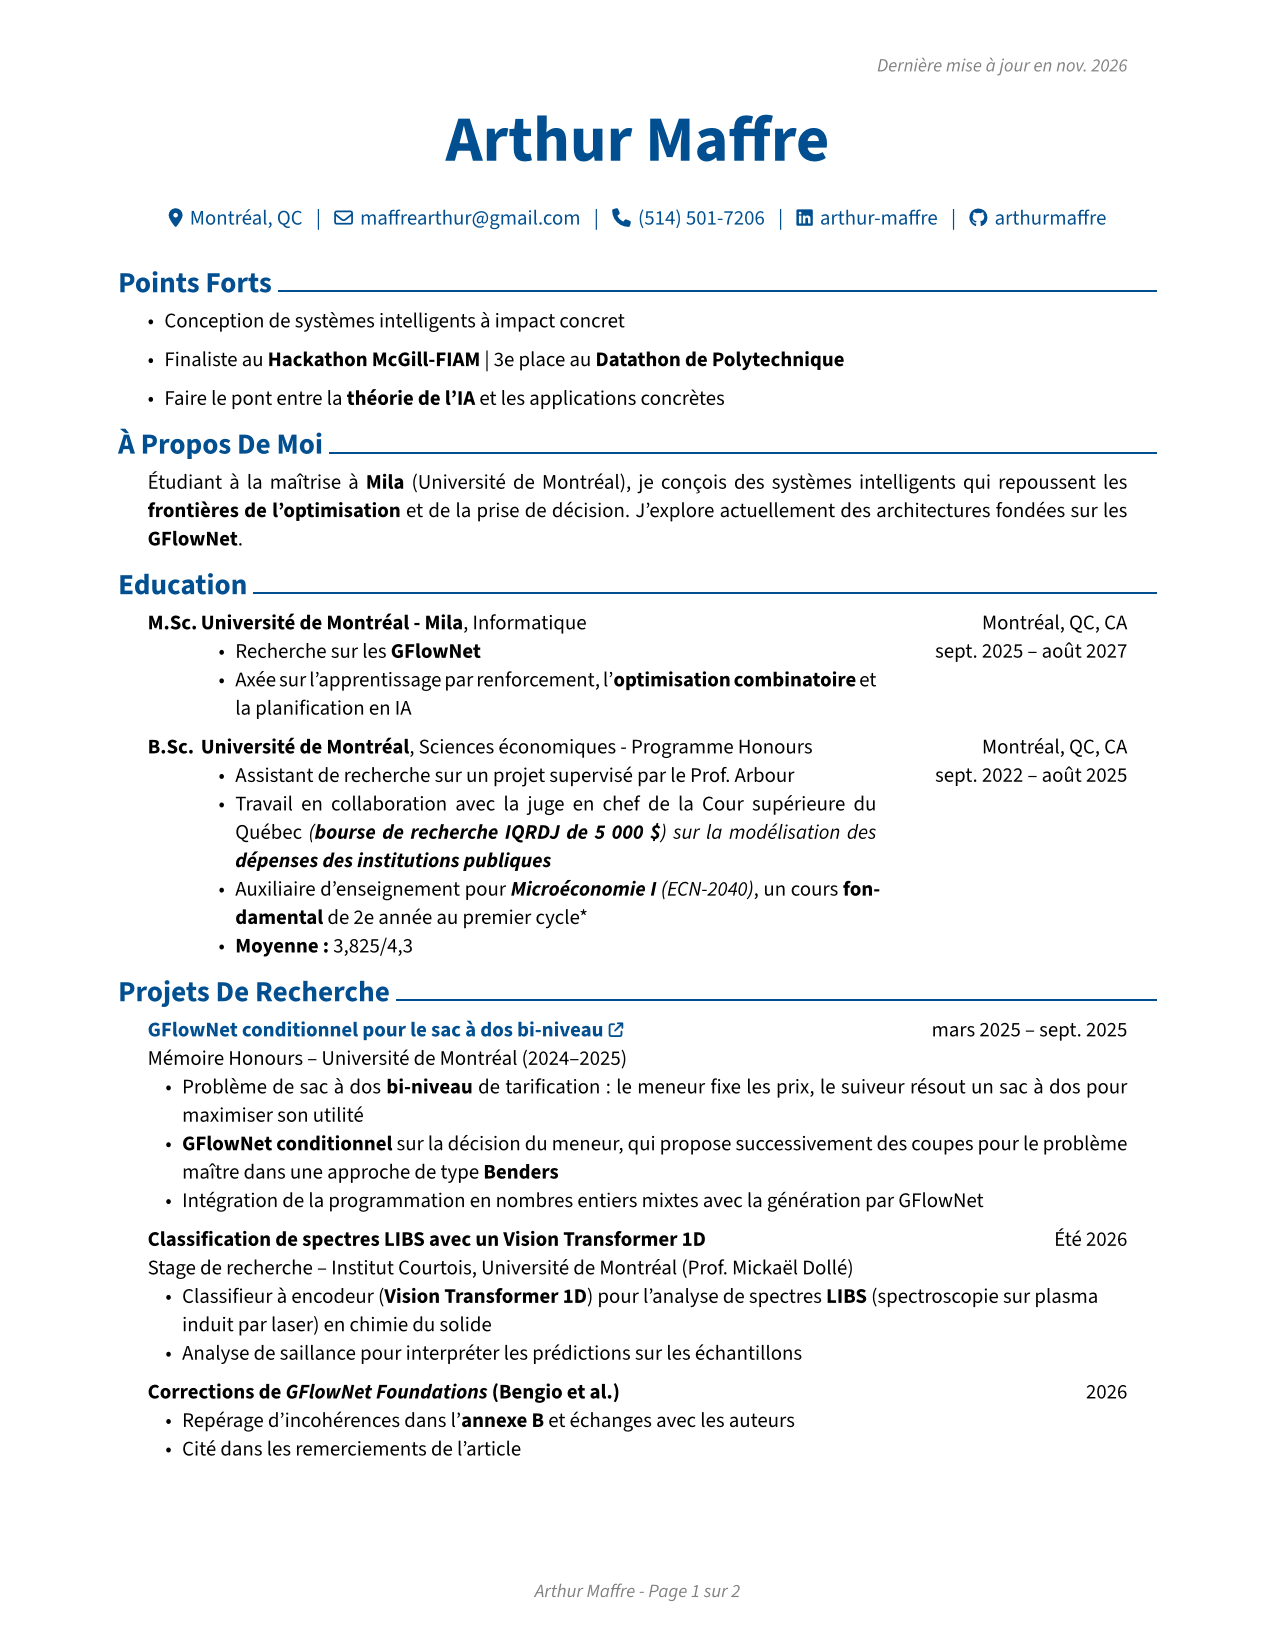 Dernière mise à jour en nov. 2026
Arthur Maffre
Montréal, QC | maffrearthur@gmail.com | (514) 501-7206 | arthur-maffre | arthurmaffre
Points Forts
• Conception de systèmes intelligents à impact concret
• Finaliste au Hackathon McGill-FIAM | 3e place au Datathon de Polytechnique
• Faire le pont entre la théorie de l’IA et les applications concrètes
À Propos De Moi
Étudiant à la maîtrise à Mila (Université de Montréal), je conçois des systèmes intelligents qui repoussent les
frontières de l’optimisation et de la prise de décision. J’explore actuellement des architectures fondées sur les
GFlowNet.
Education
M.Sc. Université de Montréal - Mila, Informatique Montréal, QC, CA
• Recherche sur les GFlowNet sept. 2025 – août 2027
• Axée sur l’apprentissage par renforcement, l’optimisation combinatoire et
la planification en IA
B.Sc. Université de Montréal, Sciences économiques - Programme Honours Montréal, QC, CA
• Assistant de recherche sur un projet supervisé par le Prof. Arbour sept. 2022 – août 2025
• Travail en collaboration avec la juge en chef de la Cour supérieure du
Québec (bourse de recherche IQRDJ de 5 000 $) sur la modélisation des
dépenses des institutions publiques
• Auxiliaire d’enseignement pour Microéconomie I (ECN-2040), un cours fon-
damental de 2e année au premier cycle*
• Moyenne : 3,825/4,3
Projets De Recherche
GFlowNet conditionnel pour le sac à dos bi-niveau mars 2025 – sept. 2025
Mémoire Honours – Université de Montréal (2024–2025)
• Problème de sac à dos bi-niveau de tarification : le meneur fixe les prix, le suiveur résout un sac à dos pour
maximiser son utilité
• GFlowNet conditionnel sur la décision du meneur, qui propose successivement des coupes pour le problème
maître dans une approche de type Benders
• Intégration de la programmation en nombres entiers mixtes avec la génération par GFlowNet
Classification de spectres LIBS avec un Vision Transformer 1D Été 2026
Stage de recherche – Institut Courtois, Université de Montréal (Prof. Mickaël Dollé)
• Classifieur à encodeur (Vision Transformer 1D) pour l’analyse de spectres LIBS (spectroscopie sur plasma
induit par laser) en chimie du solide
• Analyse de saillance pour interpréter les prédictions sur les échantillons
Corrections de GFlowNet Foundations (Bengio et al.) 2026
• Repérage d’incohérences dans l’annexe B et échanges avec les auteurs
• Cité dans les remerciements de l’article
Arthur Maffre - Page 1 sur 2